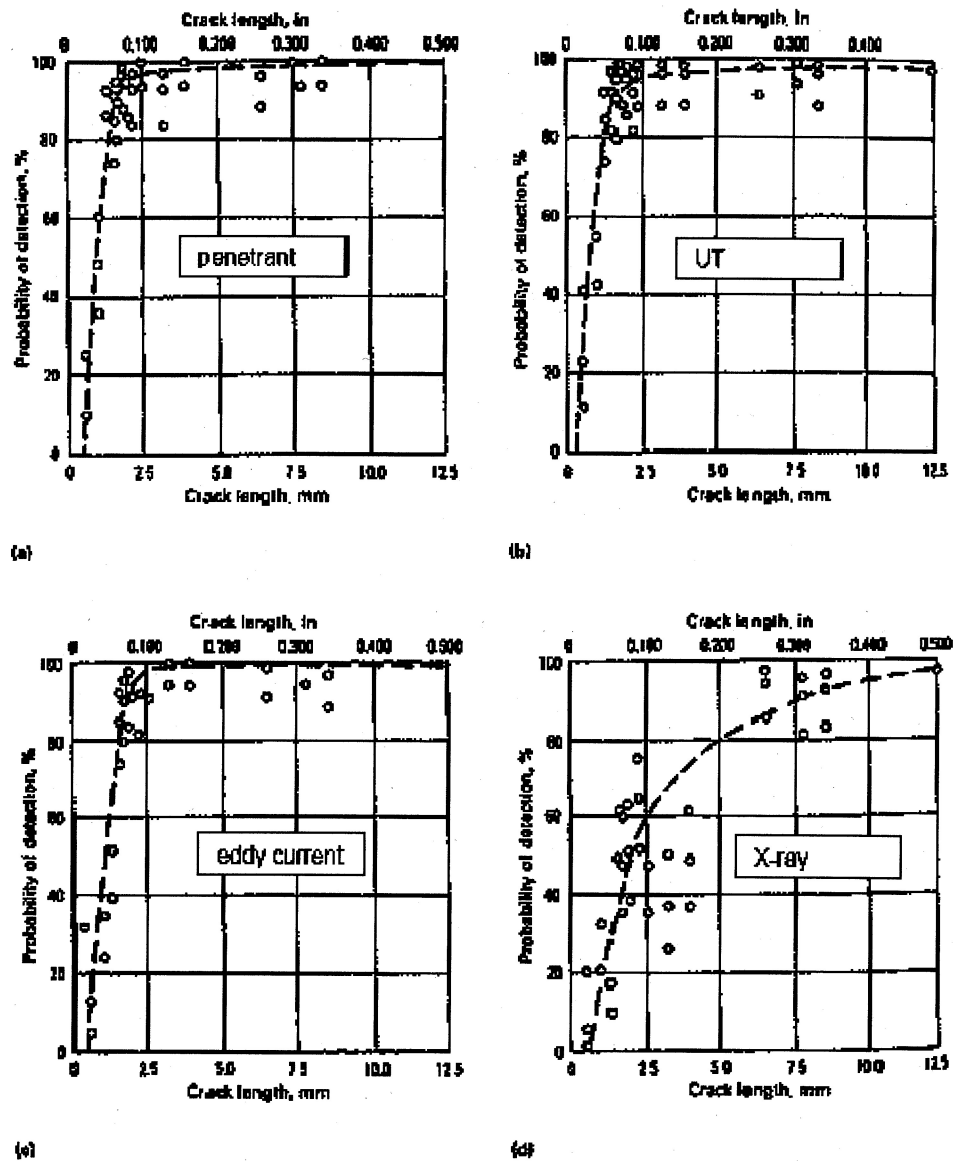 Crack length, in
0 0.100 0.200 0.300 0.400 0.500
100
80
60
40
20
0
Probability of detection, %
penetrant
0 2.5 5.0 7.5 10.0 12.5
Crack length, mm
(a)
Crack length, in
0 0.100 0.200 0.300 0.400
100
80
60
40
20
0
Probability of detection, %
UT
0 2.5 5.0 7.5 10.0 12.5
Crack length, mm
(b)
Crack length, in
0 0.100 0.200 0.300 0.400 0.500
100
80
60
40
20
0
Probability of detection, %
eddy current
0 2.5 5.0 7.5 10.0 12.5
Crack length, mm
(c)
Crack length, in
0 0.100 0.200 0.300 0.400 0.500
100
80
60
40
20
0
Probability of detection, %
X-ray
0 2.5 5.0 7.5 10.0 12.5
Crack length, mm
(d)